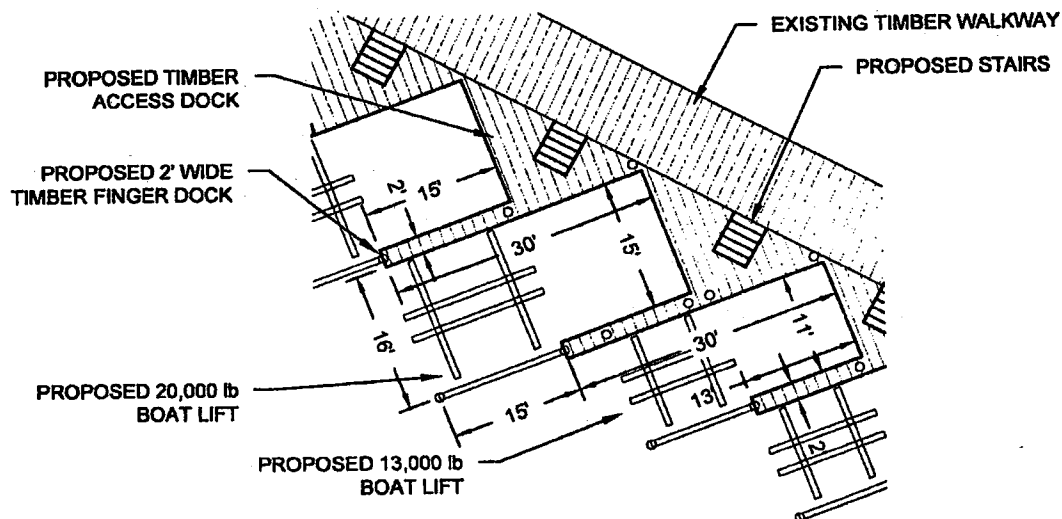 EXISTING TIMBER WALKWAY
PROPOSED STAIRS
PROPOSED TIMBER
ACCESS DOCK
PROPOSED 2' WIDE
TIMBER FINGER DOCK
2'
15'
30'
15'
16'
30'
11'
15'
13'
2'
PROPOSED 20,000 lb
BOAT LIFT
PROPOSED 13,000 lb
BOAT LIFT